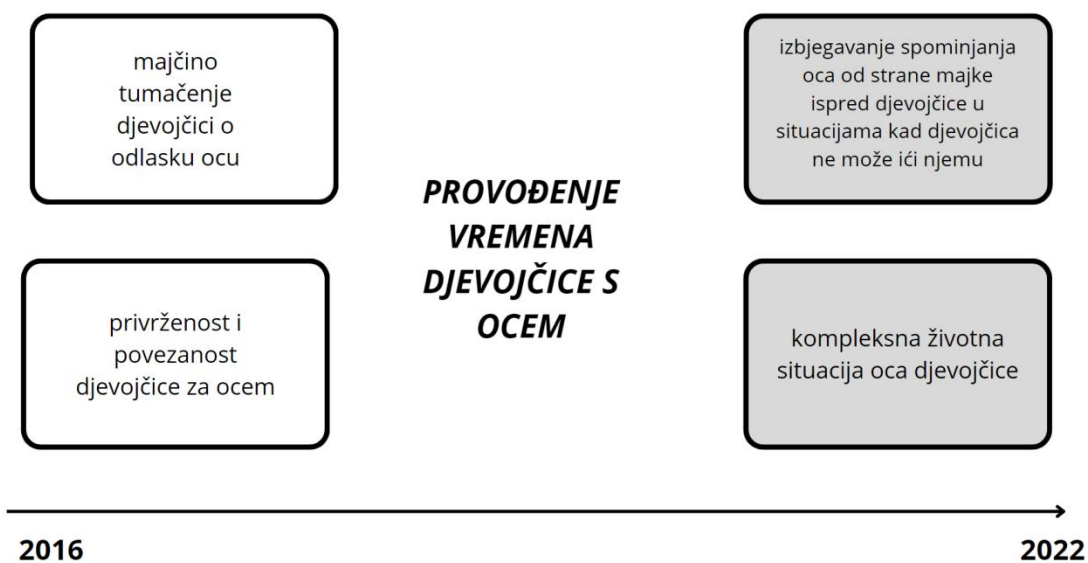 majčino
tumačenje
djevojčici o
odlasku ocu
privrženost i
povezanost
djevojčice za ocem
PROVOĐENJE
VREMENA
DJEVOJČICE S
OCEM
izbjegavanje spominjanja
oca od strane majke
ispred djevojčice u
situacijama kad djevojčica
ne može ići njemu
kompleksna životna
situacija oca djevojčice
2016
2022